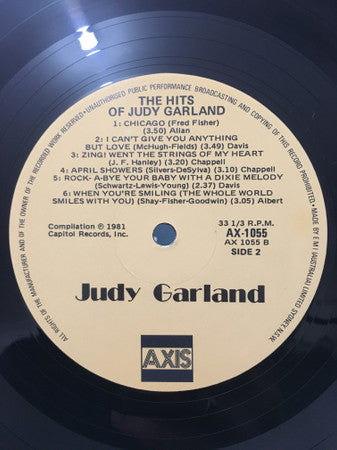 ALL RIGHTS OF THE MANUFACTURER AND OF THE OWNER OF THE RECORDED WORK RESERVED • UNAUTHORISED PUBLIC PERFORMANCE BROADCASTING AND COPYING OF THIS RECORD PROHIBITED • MADE BY E M I (AUSTRALIA) LIMITED SYDNEY, N.S.W.
THE HITS
OF JUDY GARLAND
1: CHICAGO (Fred Fisher)
(3.50) Allan
2: I CAN'T GIVE YOU ANYTHING
BUT LOVE (McHugh-Fields) (3.49) Davis
3: ZING! WENT THE STRINGS OF MY HEART
(J. F. Hanley) (3.20) Chappell
4: APRIL SHOWERS (Silvers-DeSylva) (3.10) Chappell
5: ROCK-A-BYE YOUR BABY WITH A DIXIE MELODY
(Schwartz-Lewis-Young) (2.37) Davis
6: WHEN YOU'RE SMILING (THE WHOLE WORLD
SMILES WITH YOU) (Shay-Fisher-Goodwin) (3.05) Albert
Compilation ℗ 1981
Capitol Records, Inc.
33 1/3 R.P.M.
AX-1055
AX 1055 B
SIDE 2
Judy Garland
AXIS